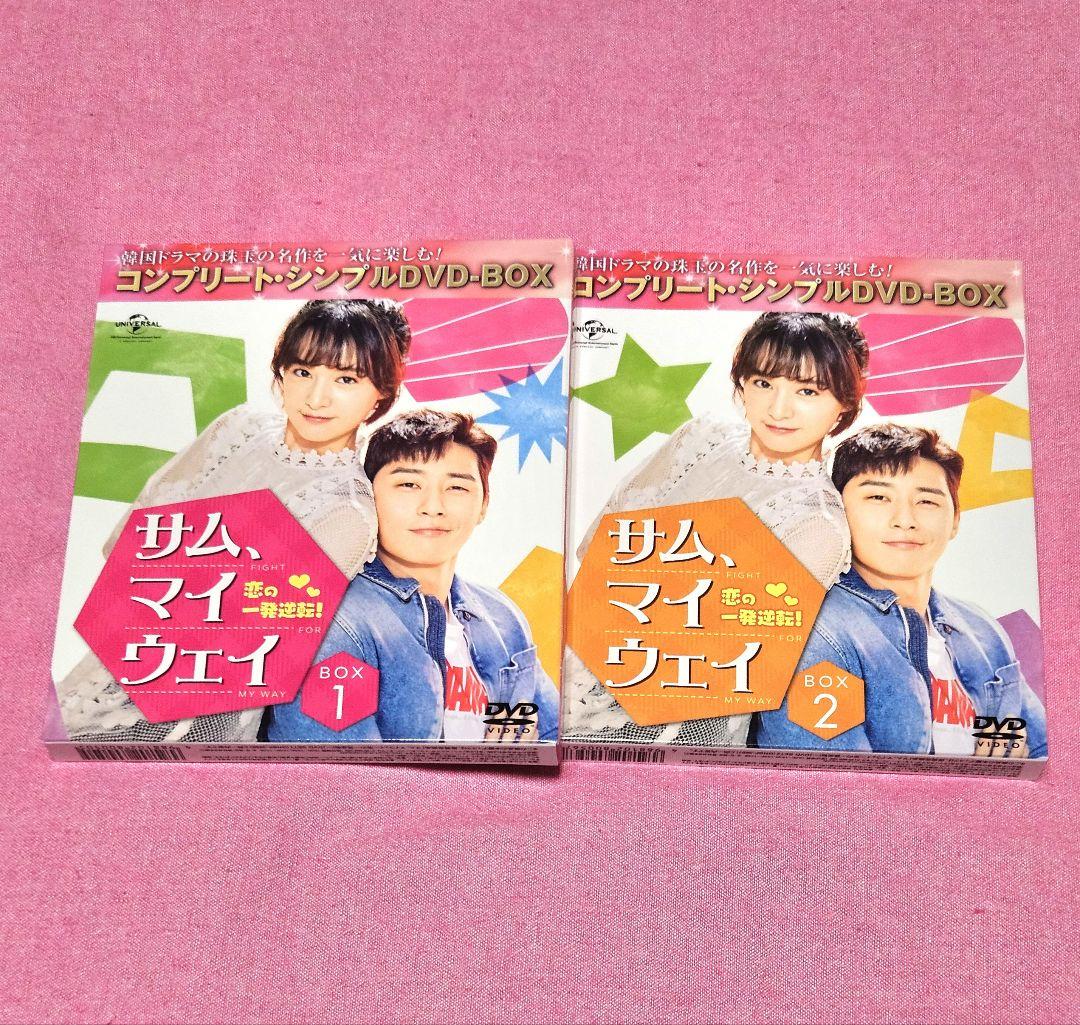 韓国ドラマの珠玉の名作を一気に楽しむ!
コンプリート・シンプルDVD-BOX
UNIVERSAL
サム、
FIGHT
マイ
恋の
一発逆転!
FOR
ウェイ
MY WAY
BOX
1
DVD
VIDEO
韓国ドラマの珠玉の名作を一気に楽しむ!
コンプリート・シンプルDVD-BOX
UNIVERSAL
サム、
FIGHT
マイ
恋の
一発逆転!
FOR
ウェイ
MY WAY
BOX
2
DVD
VIDEO